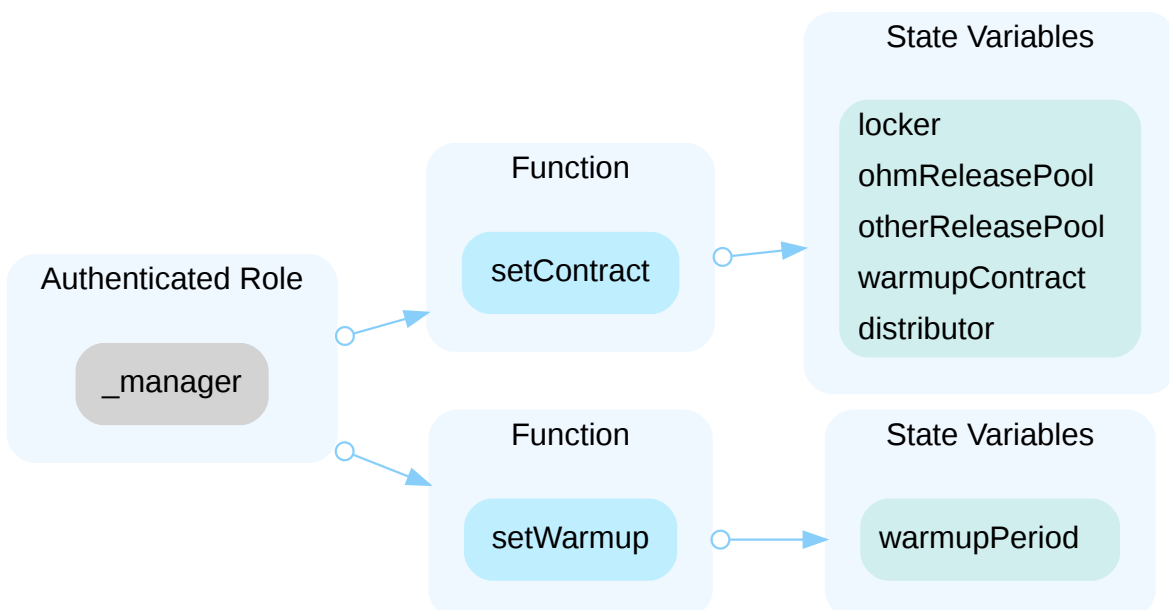 Authenticated Role
_manager
Function
setContract
State Variables
locker
ohmReleasePool
otherReleasePool
warmupContract
distributor
Function
setWarmup
State Variables
warmupPeriod